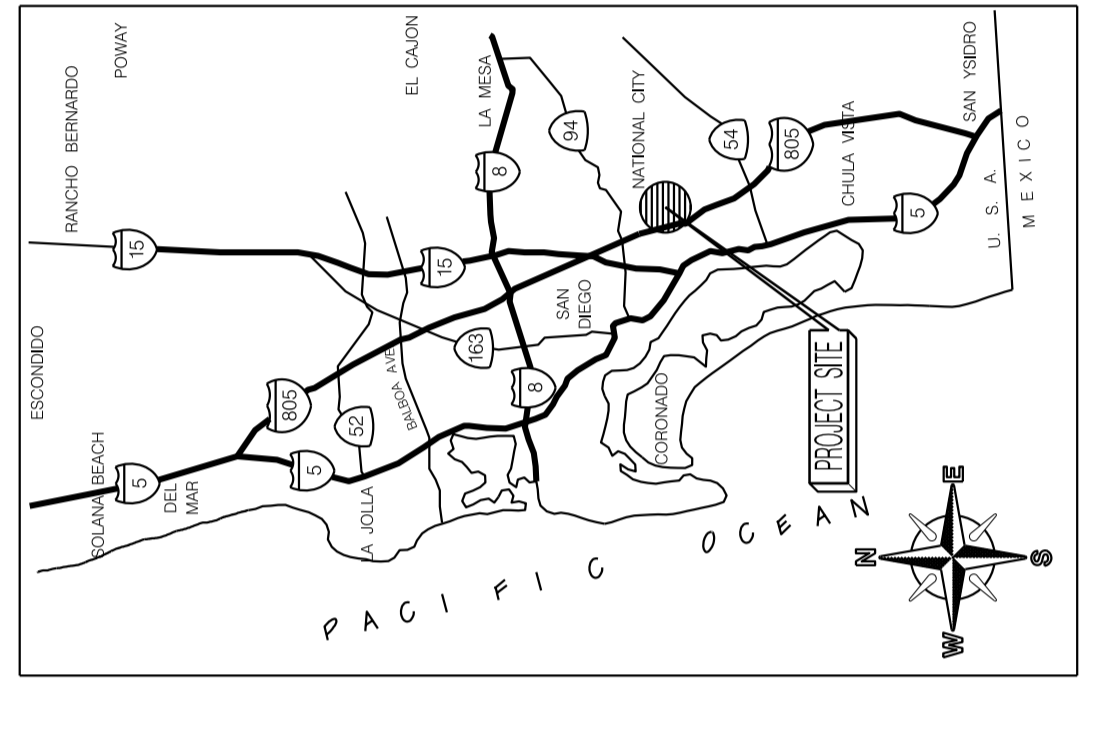 ESCONDIDO
RANCHO BERNARDO
SOLANA BEACH
POWAY
5
15
DEL
MAR
805
5
52
LA JOLLA
BALBOA AVE
EL CAJON
15
163
LA MESA
8
8
94
SAN
DIEGO
NATIONAL CITY
CORONADO
PACIFIC OCEAN
54
805
PROJECT SITE
CHULA VISTA
5
SAN YSIDRO
U. S. A.
MEXICO
N
W
E
S